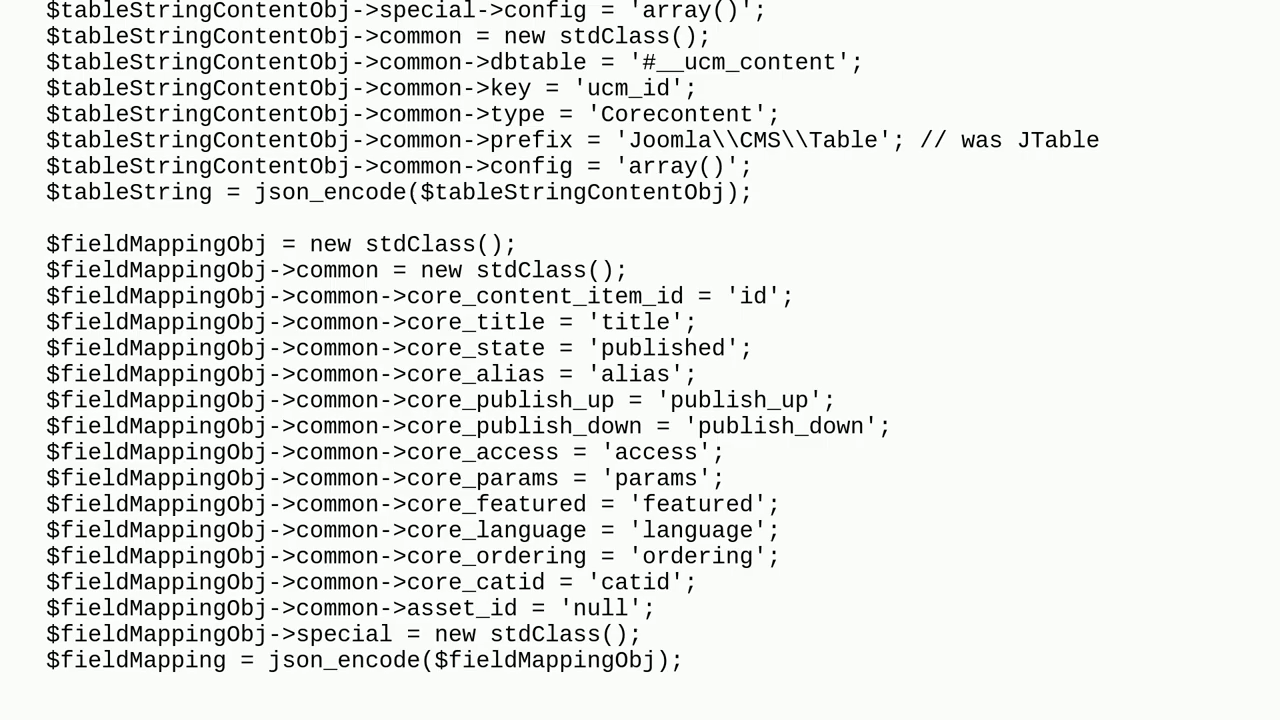 $tableStringContentObj->special->config = 'array()';
$tableStringContentObj->common = new stdClass();
$tableStringContentObj->common->dbtable = '#__ucm_content';
$tableStringContentObj->common->key = 'ucm_id';
$tableStringContentObj->common->type = 'Corecontent';
$tableStringContentObj->common->prefix = 'Joomla\\CMS\\Table'; // was JTable
$tableStringContentObj->common->config = 'array()';
$tableString = json_encode($tableStringContentObj);

$fieldMappingObj = new stdClass();
$fieldMappingObj->common = new stdClass();
$fieldMappingObj->common->core_content_item_id = 'id';
$fieldMappingObj->common->core_title = 'title';
$fieldMappingObj->common->core_state = 'published';
$fieldMappingObj->common->core_alias = 'alias';
$fieldMappingObj->common->core_publish_up = 'publish_up';
$fieldMappingObj->common->core_publish_down = 'publish_down';
$fieldMappingObj->common->core_access = 'access';
$fieldMappingObj->common->core_params = 'params';
$fieldMappingObj->common->core_featured = 'featured';
$fieldMappingObj->common->core_language = 'language';
$fieldMappingObj->common->core_ordering = 'ordering';
$fieldMappingObj->common->core_catid = 'catid';
$fieldMappingObj->common->asset_id = 'null';
$fieldMappingObj->special = new stdClass();
$fieldMapping = json_encode($fieldMappingObj);